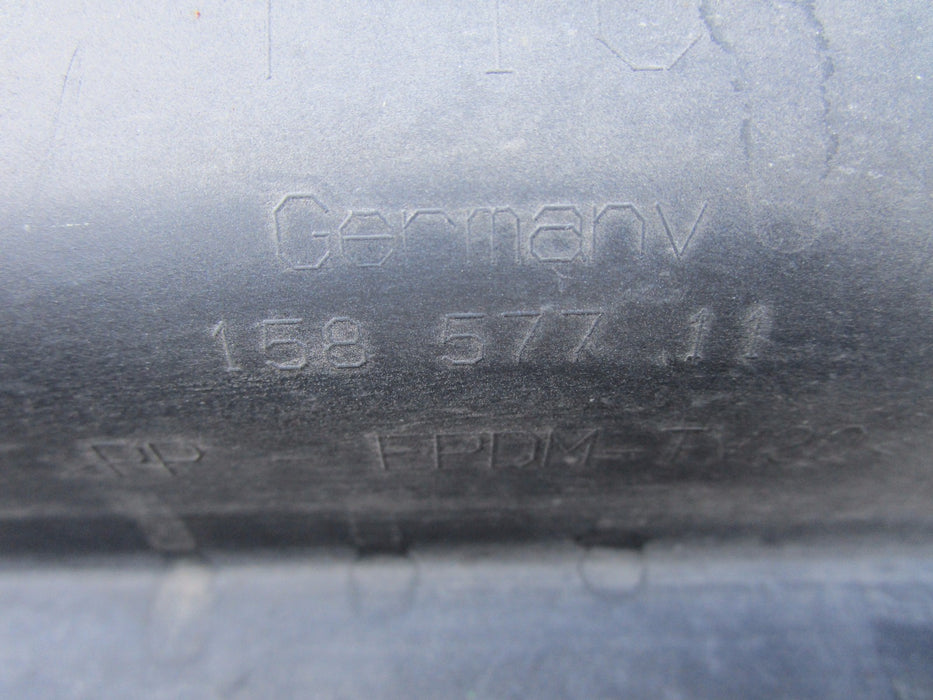 Germany
158 577 11
PP - EPDM-T